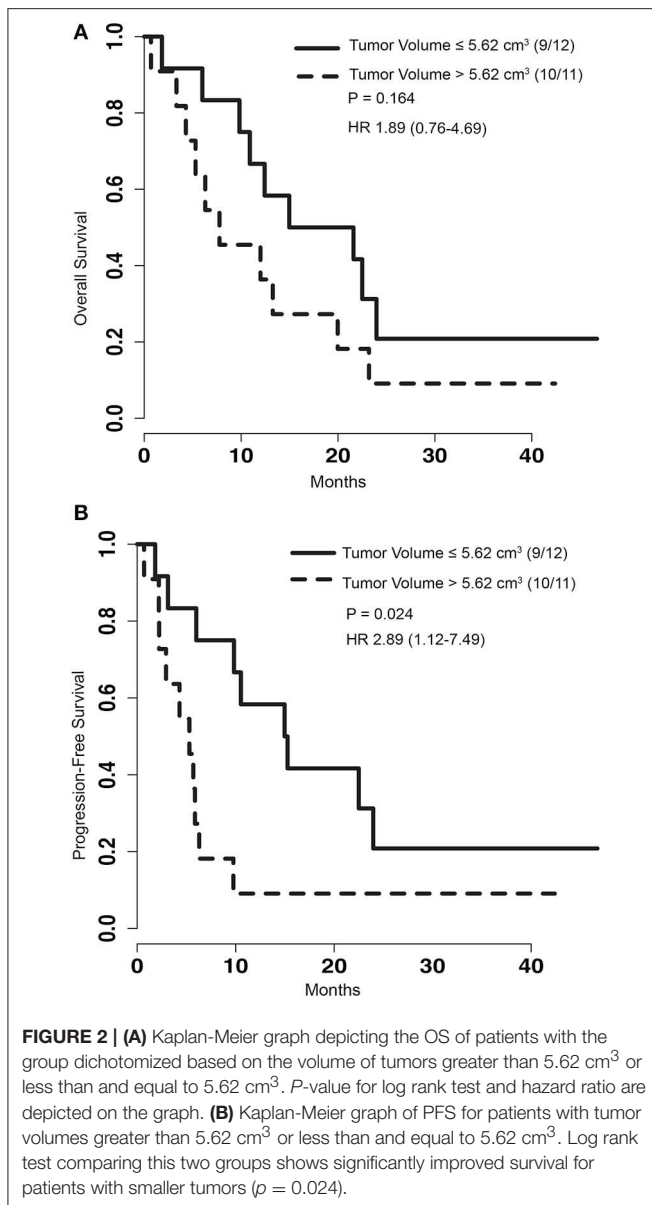 A
Tumor Volume ≤ 5.62 cm³ (9/12)
Tumor Volume > 5.62 cm³ (10/11)
P = 0.164
HR 1.89 (0.76-4.69)
Overall Survival
1.0
0.8
0.6
0.4
0.2
0.0
0 10 20 30 40
Months
B
Tumor Volume ≤ 5.62 cm³ (9/12)
Tumor Volume > 5.62 cm³ (10/11)
P = 0.024
HR 2.89 (1.12-7.49)
Progression-Free Survival
1.0
0.8
0.6
0.4
0.2
0.0
0 10 20 30 40
Months
FIGURE 2 | (A) Kaplan-Meier graph depicting the OS of patients with the
group dichotomized based on the volume of tumors greater than 5.62 cm³ or
less than and equal to 5.62 cm³. P-value for log rank test and hazard ratio are
depicted on the graph. (B) Kaplan-Meier graph of PFS for patients with tumor
volumes greater than 5.62 cm³ or less than and equal to 5.62 cm³. Log rank
test comparing this two groups shows significantly improved survival for
patients with smaller tumors (p = 0.024).